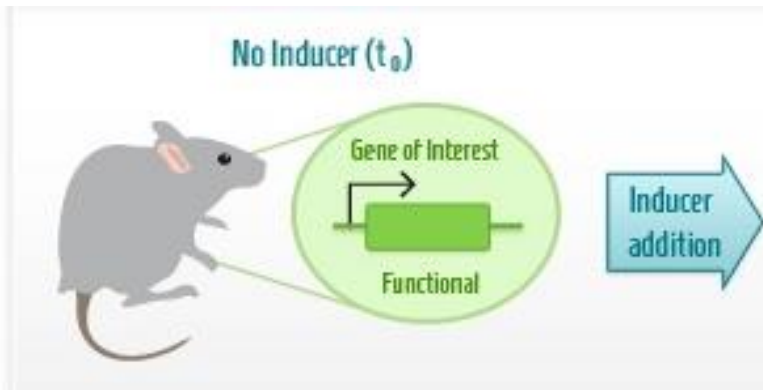 No Inducer (t₀)
Gene of Interest
Functional
Inducer
addition